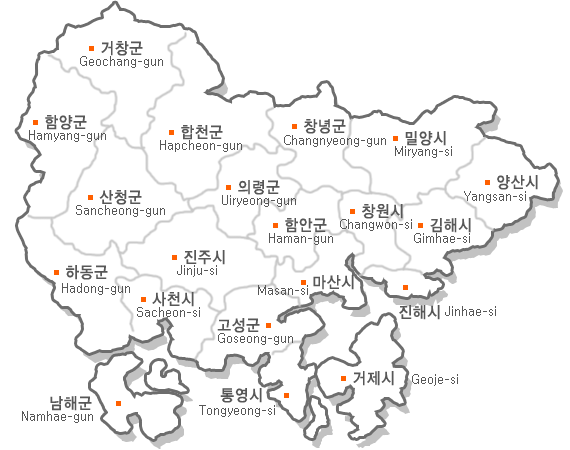 거창군
Geochang-gun
함양군
Hamyang-gun
합천군
Hapcheon-gun
창녕군
Changnyeong-gun
밀양시
Miryang-si
양산시
Yangsan-si
산청군
Sancheong-gun
의령군
Uiryeong-gun
함안군
Haman-gun
창원시
Changwon-si
김해시
Gimhae-si
하동군
Hadong-gun
진주시
Jinju-si
사천시
Sacheon-si
마산시
Masan-si
진해시 Jinhae-si
고성군
Goseong-gun
남해군
Namhae-gun
통영시
Tongyeong-si
거제시 Geoje-si